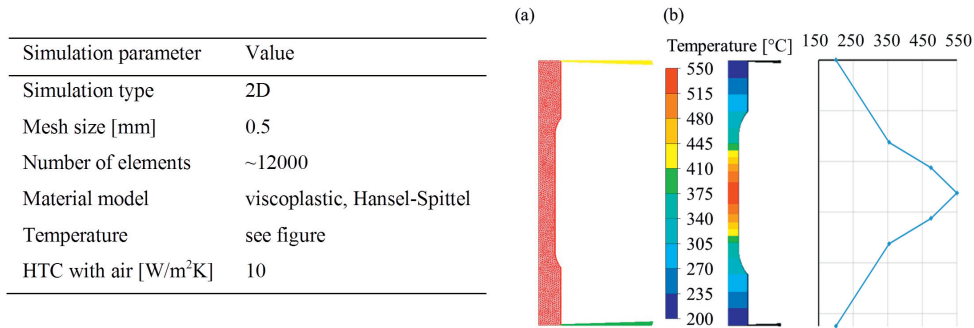 Simulation parameter Value
Simulation type 2D
Mesh size [mm] 0.5
Number of elements ~12000
Material model viscoplastic, Hansel-Spittel
Temperature see figure
HTC with air [W/m²K] 10
(a)
(b)
Temperature [°C]
550
515
480
445
410
375
340
305
270
235
200
150 250 350 450 550